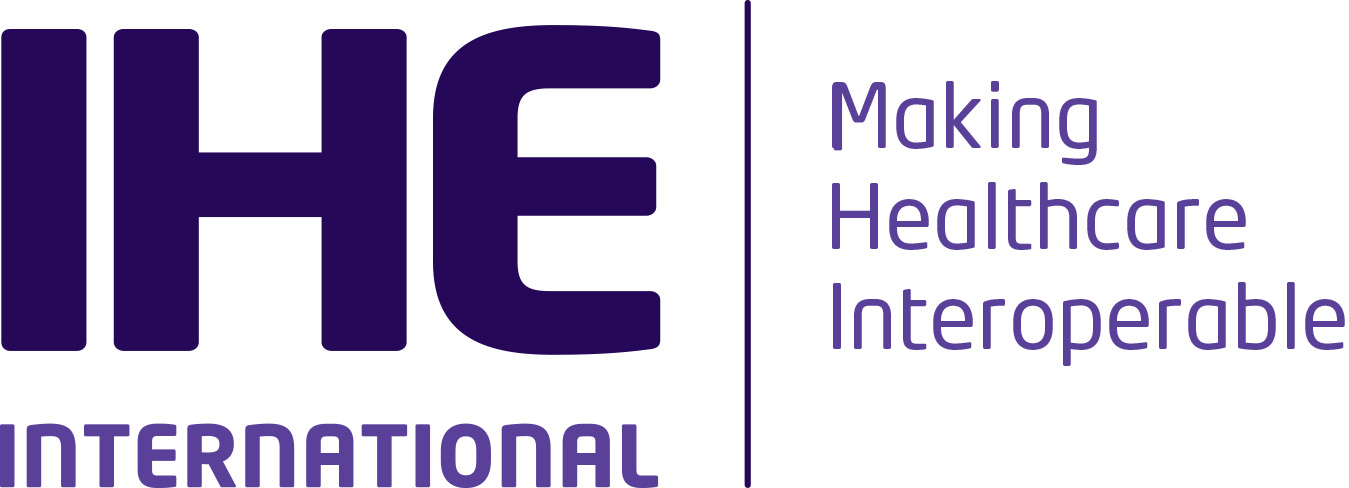 IHE
INTERNATIONAL
Making
Healthcare
Interoperable